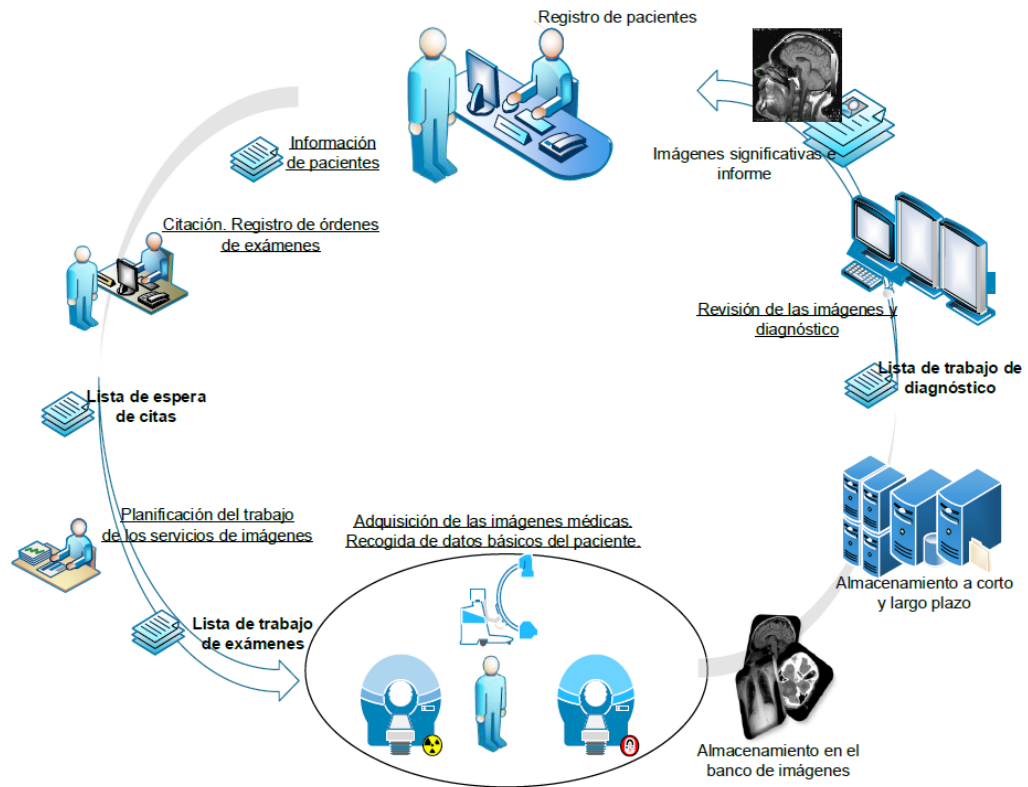 Registro de pacientes
Información
de pacientes
Citación. Registro de órdenes
de exámenes
Lista de espera
de citas
Planificación del trabajo
de los servicios de imágenes
Lista de trabajo
de exámenes
Adquisición de las imágenes médicas.
Recogida de datos básicos del paciente.
Almacenamiento en el
banco de imágenes
Almacenamiento a corto
y largo plazo
Lista de trabajo de
diagnóstico
Revisión de las imágenes y
diagnóstico
Imágenes significativas e
informe